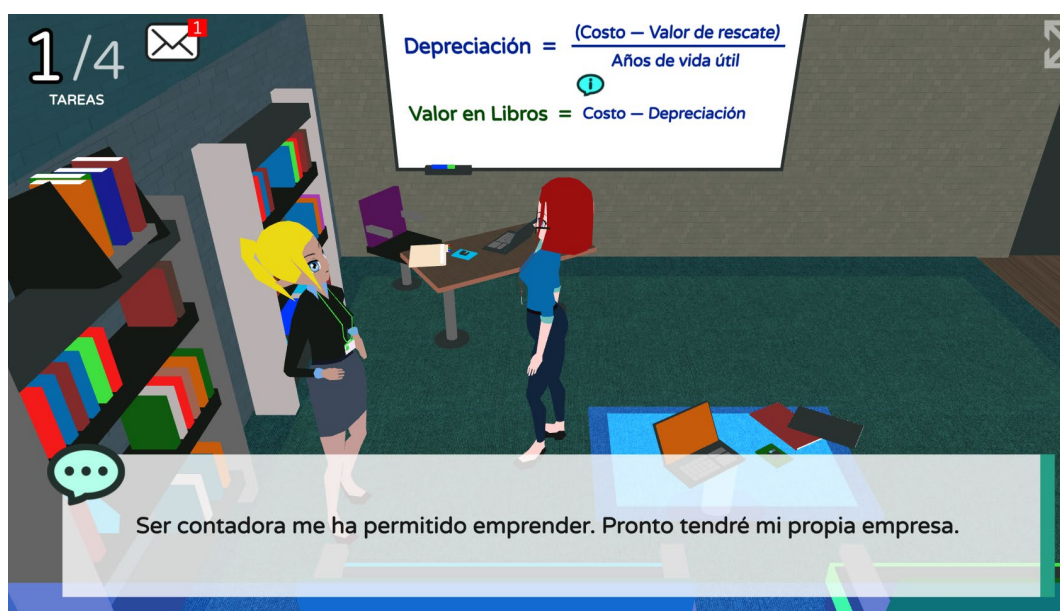 1/4
1
TAREAS
Depreciación = (Costo – Valor de rescate)
Años de vida útil
i
Valor en Libros = Costo – Depreciación
Ser contadora me ha permitido emprender. Pronto tendré mi propia empresa.